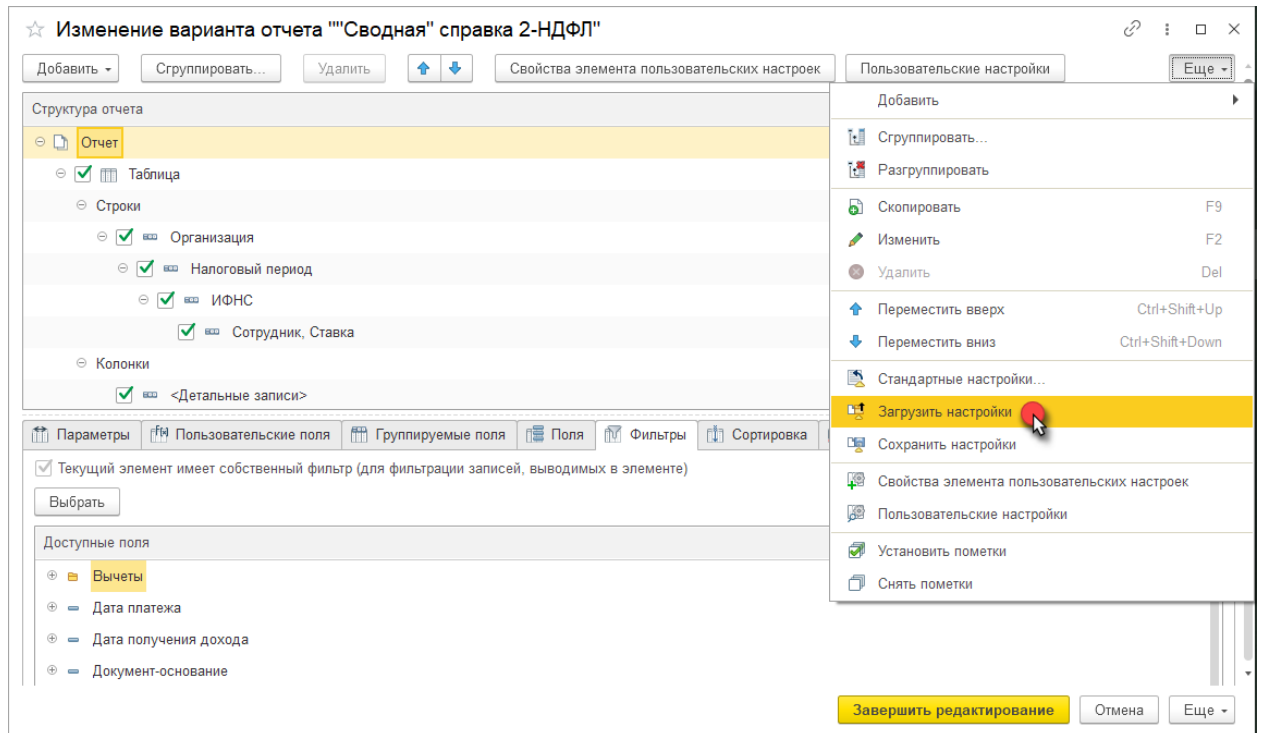 Изменение варианта отчета ""Сводная" справка 2-НДФЛ"
Добавить Сгруппировать... Удалить Свойства элемента пользовательских настроек Пользовательские настройки Еще
Структура отчета
Отчет
Таблица
Строки
Организация
Налоговый период
ИФНС
Сотрудник, Ставка
Колонки
<Детальные записи>
Добавить
Сгруппировать...
Разгруппировать
Скопировать F9
Изменить F2
Удалить Del
Переместить вверх Ctrl+Shift+Up
Переместить вниз Ctrl+Shift+Down
Стандартные настройки...
Загрузить настройки
Сохранить настройки
Свойства элемента пользовательских настроек
Пользовательские настройки
Установить пометки
Снять пометки
Параметры Пользовательские поля Группируемые поля Поля Фильтры Сортировка
Текущий элемент имеет собственный фильтр (для фильтрации записей, выводимых в элементе)
Выбрать
Доступные поля
Вычеты
Дата платежа
Дата получения дохода
Документ-основание
Завершить редактирование Отмена Еще